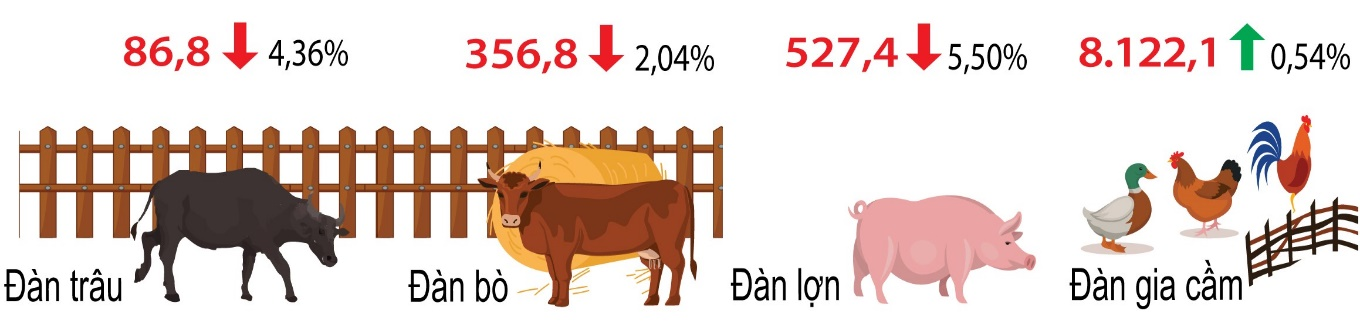 86,8 4,36%
356,8 2,04%
527,4 5,50%
8.122,1 0,54%
Đàn trâu
Đàn bò
Đàn lợn
Đàn gia cầm